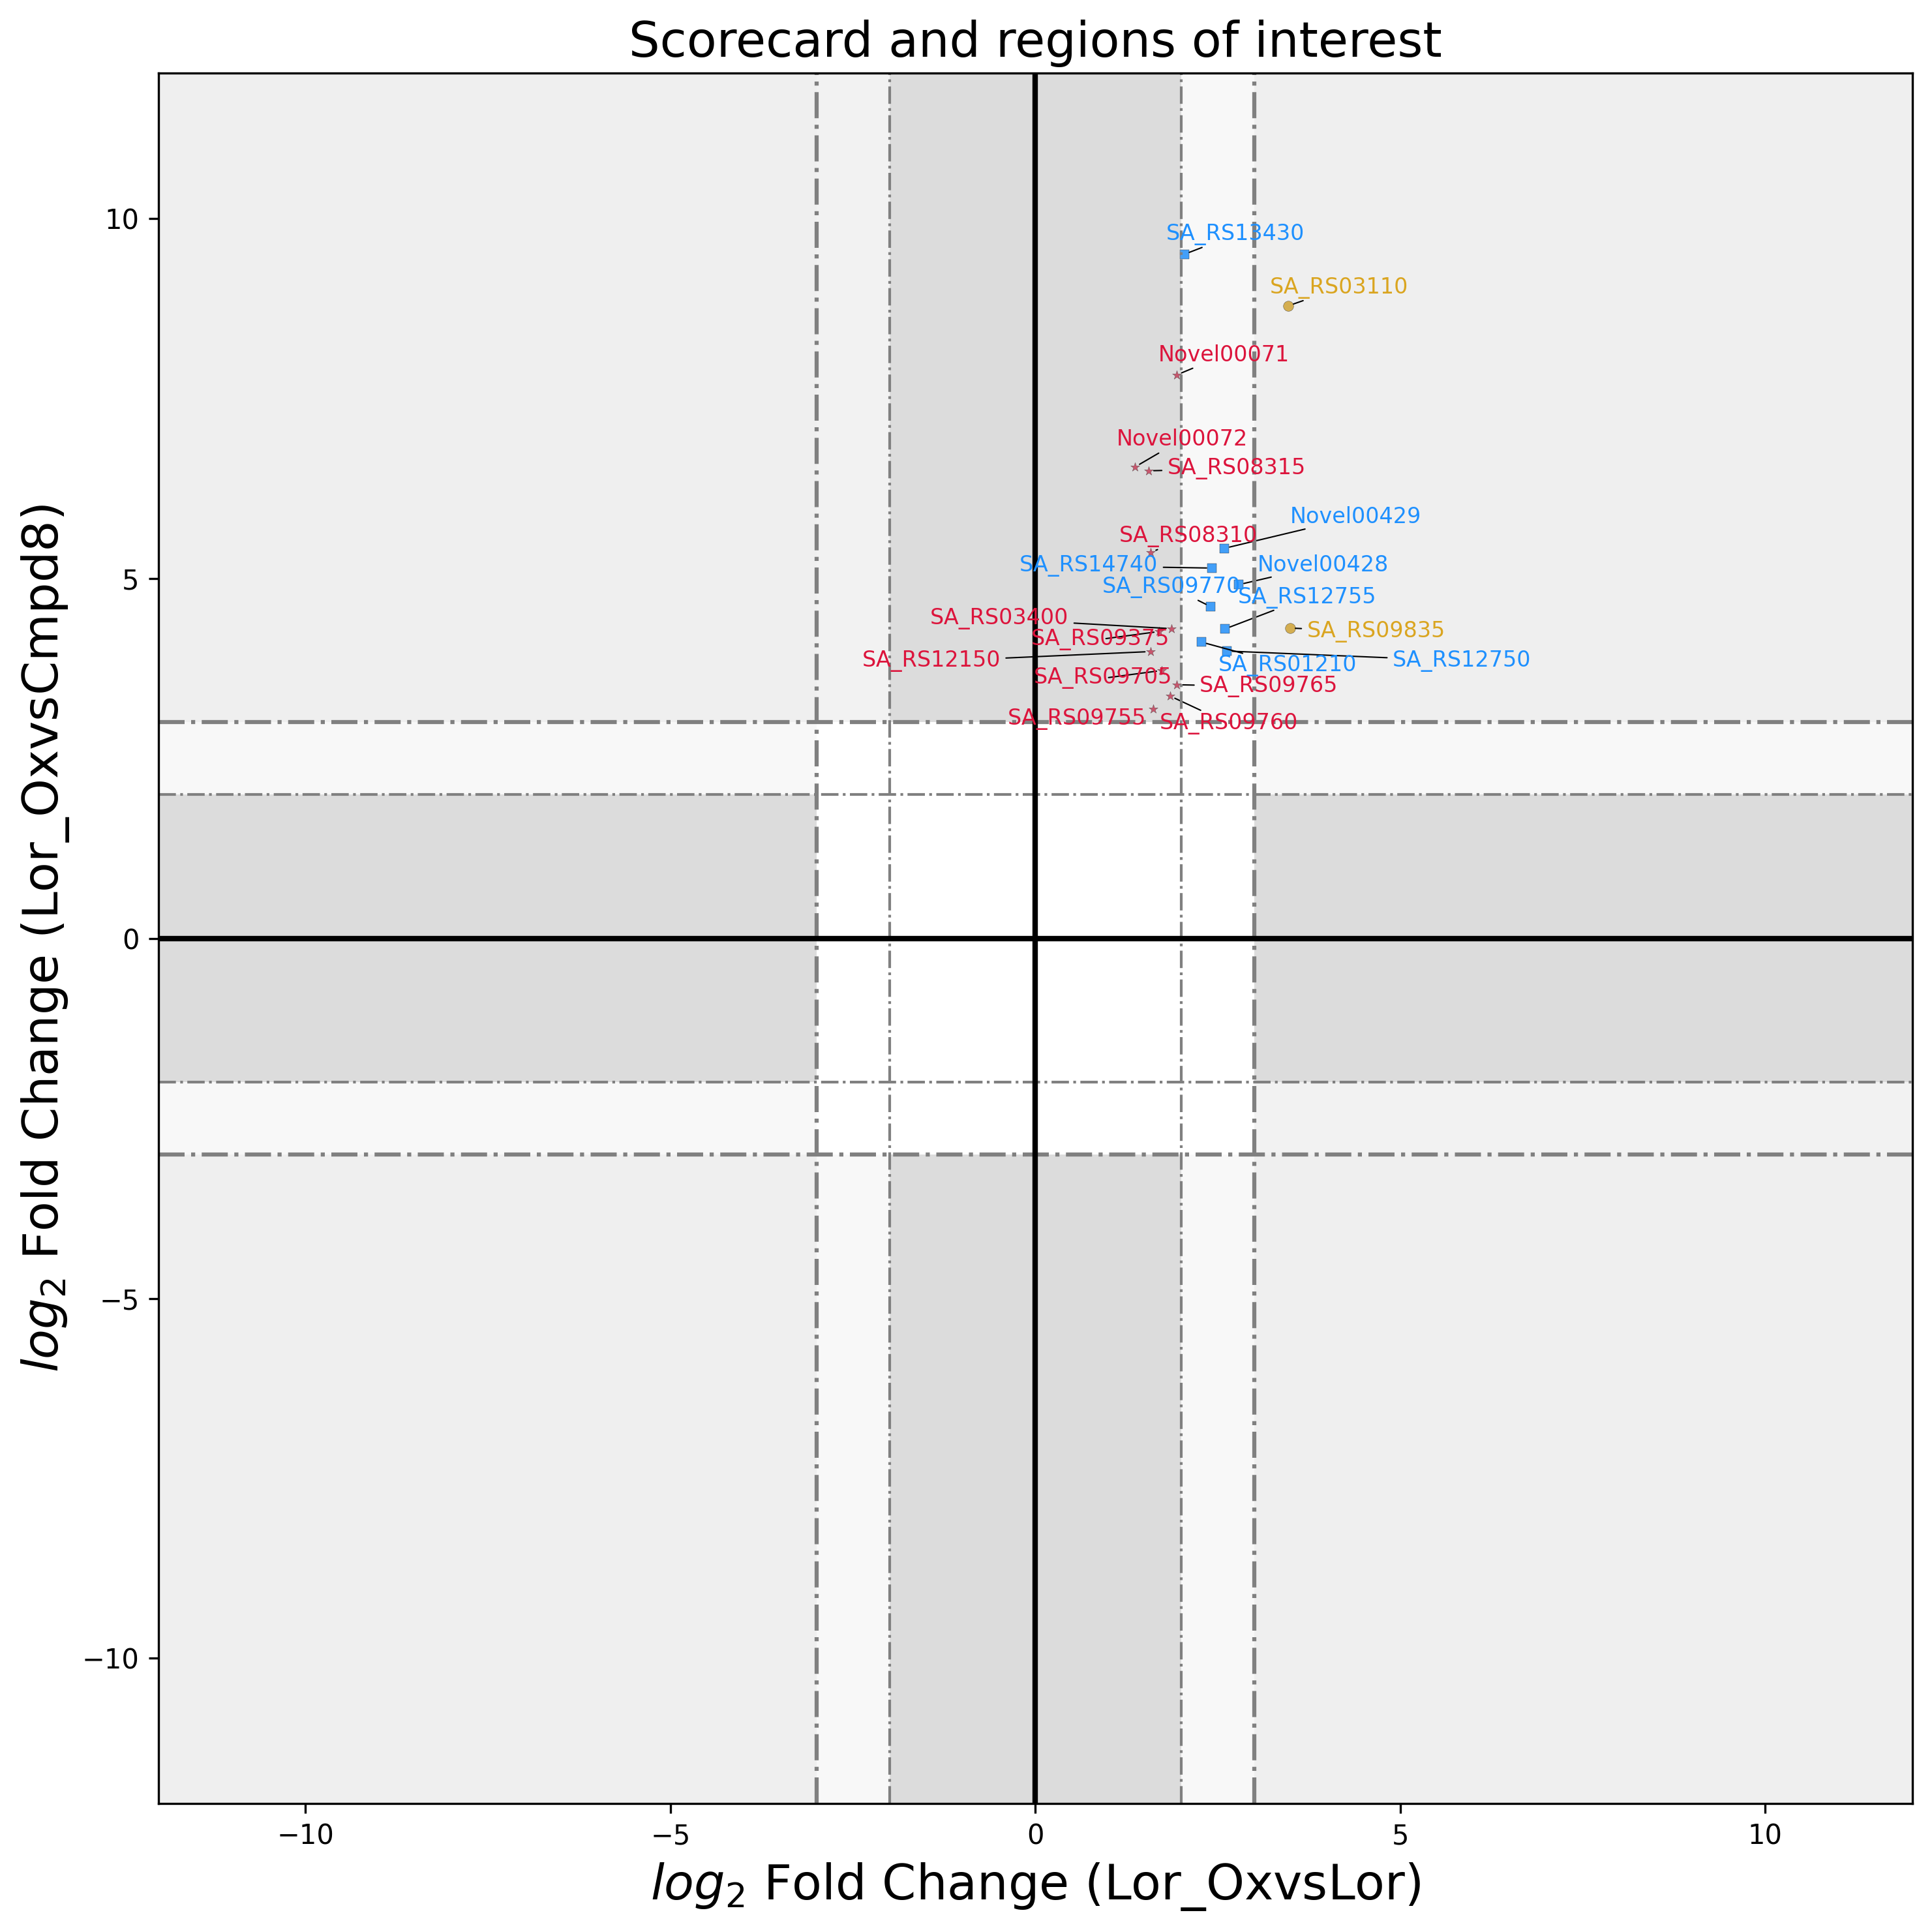 Scorecard and regions of interest
log2 Fold Change (Lor_OxvsCmpd8)
10
5
0
−5
−10
SA_RS13430
SA_RS03110
Novel00071
Novel00072
SA_RS08315
Novel00429
SA_RS08310
SA_RS14740
Novel00428
SA_RS09770
SA_RS12755
SA_RS03400
SA_RS09835
SA_RS09375
SA_RS12150
SA_RS12750
SA_RS01210
SA_RS09705
SA_RS09765
SA_RS09755
SA_RS09760
−10
−5
0
5
10
log2 Fold Change (Lor_OxvsLor)